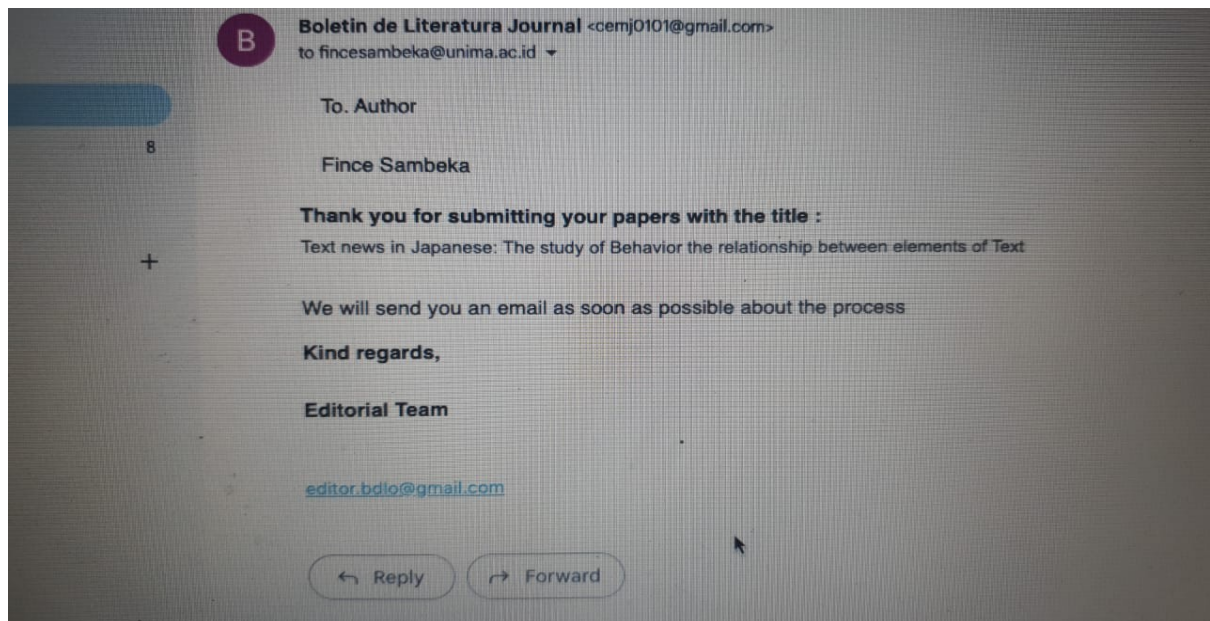 B
Boletin de Literatura Journal <cemj0101@gmail.com>
to fincesambeka@unima.ac.id
To. Author
8
Fince Sambeka
Thank you for submitting your papers with the title :
Text news in Japanese: The study of Behavior the relationship between elements of Text
+
We will send you an email as soon as possible about the process
Kind regards,
Editorial Team
editor.bdlo@gmail.com
Reply
Forward